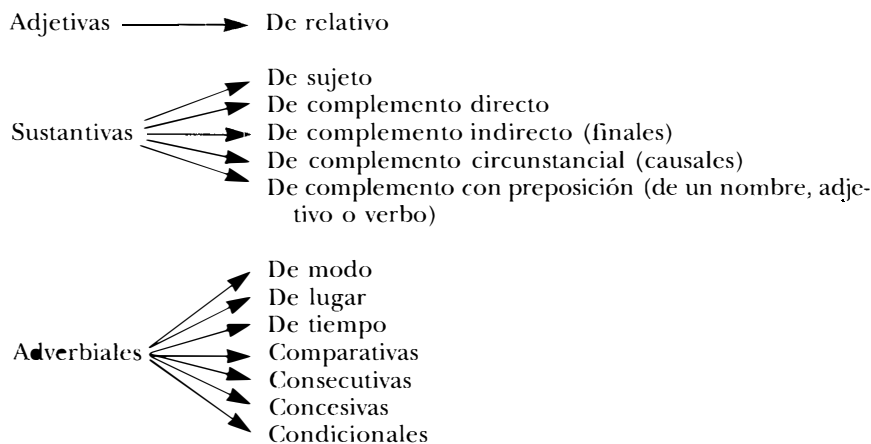 Adjetivas De relativo
De sujeto
De complemento directo
Sustantivas De complemento indirecto (finales)
De complemento circunstancial (causales)
De complemento con preposición (de un nombre, adje-
tivo o verbo)
De modo
De lugar
De tiempo
Adverbiales Comparativas
Consecutivas
Concesivas
Condicionales